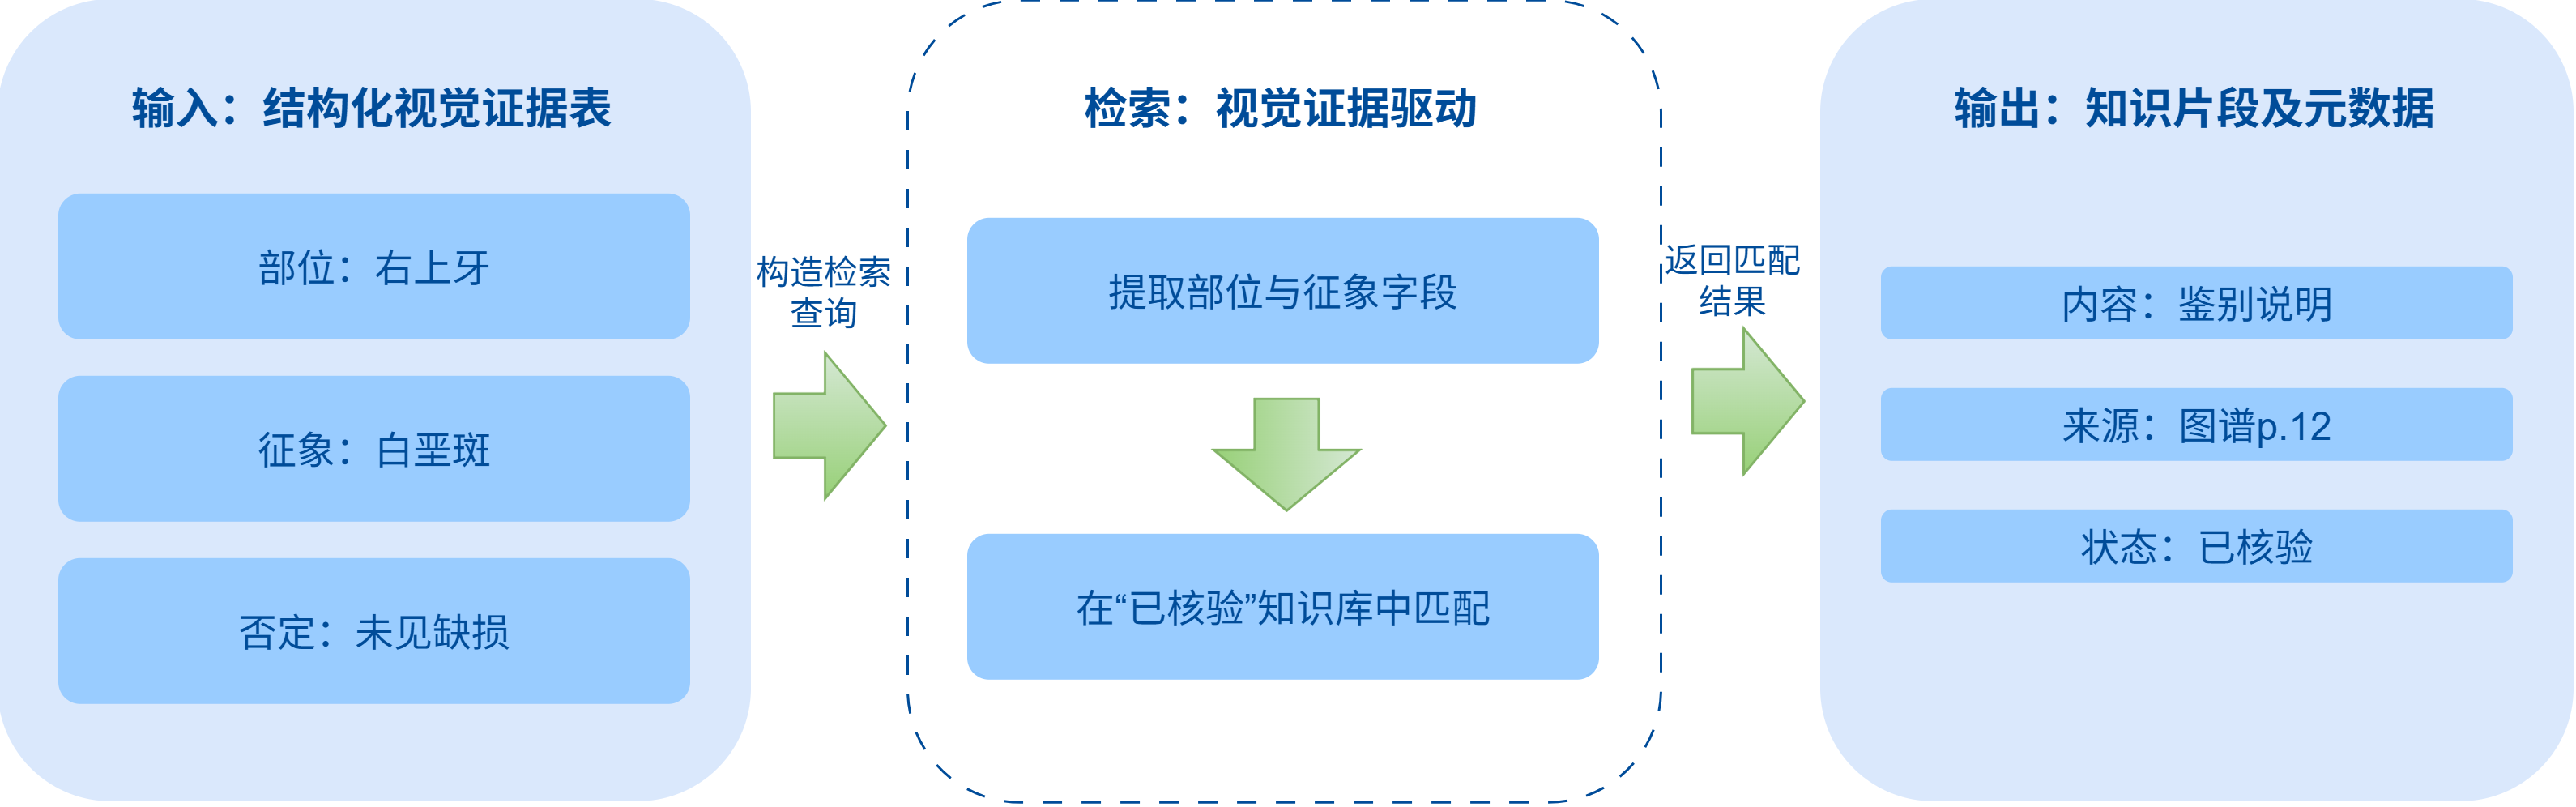 输入：结构化视觉证据表
部位：右上牙
征象：白垩斑
否定：未见缺损
构造检索
查询
检索：视觉证据驱动
提取部位与征象字段
在“已核验”知识库中匹配
返回匹配
结果
输出：知识片段及元数据
内容：鉴别说明
来源：图谱p.12
状态：已核验